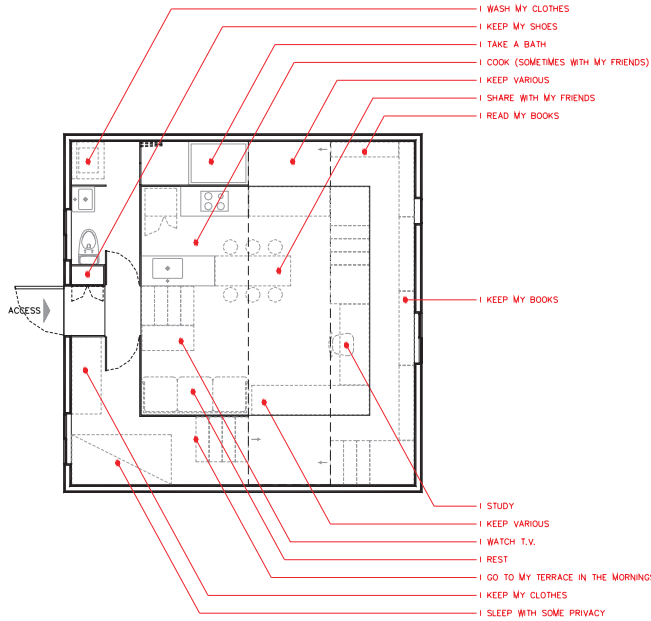 I WASH MY CLOTHES
I KEEP MY SHOES
I TAKE A BATH
I COOK (SOMETIMES WITH MY FRIENDS)
I KEEP VARIOUS
I SHARE WITH MY FRIENDS
I READ MY BOOKS
I KEEP MY BOOKS
ACCESS
I STUDY
I KEEP VARIOUS
I WATCH T.V.
I REST
I GO TO MY TERRACE IN THE MORNINGS
I KEEP MY CLOTHES
I SLEEP WITH SOME PRIVACY